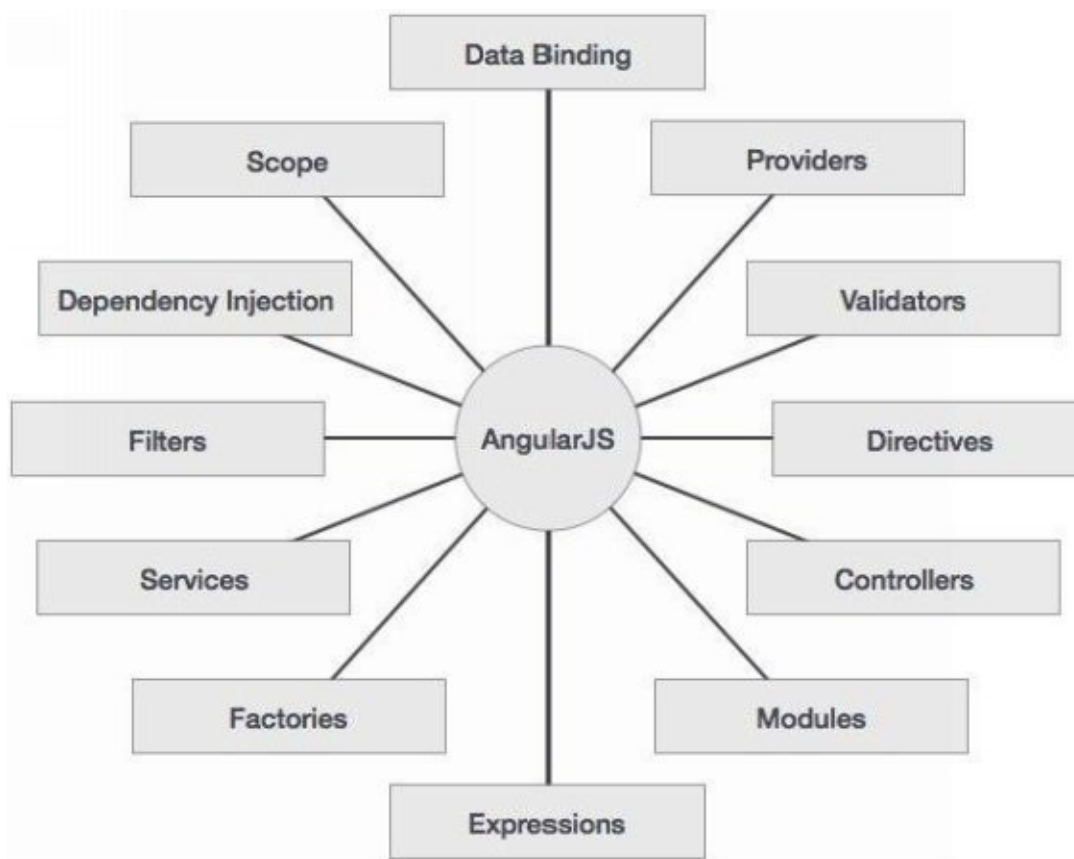 Data Binding
Scope
Providers
Dependency Injection
Validators
Filters
AngularJS
Directives
Services
Controllers
Factories
Modules
Expressions